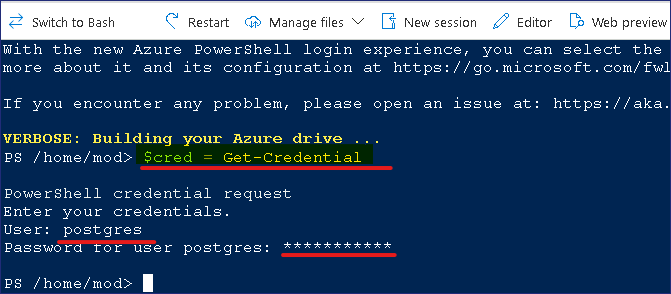 Switch to Bash Restart Manage files New session Editor Web preview
With the new Azure PowerShell login experience, you can select the
more about it and its configuration at https://go.microsoft.com/fwl
If you encounter any problem, please open an issue at: https://aka.
VERBOSE: Building your Azure drive ...
PS /home/mod> $cred = Get-Credential
PowerShell credential request
Enter your credentials.
User: postgres
Password for user postgres: ***********
PS /home/mod>